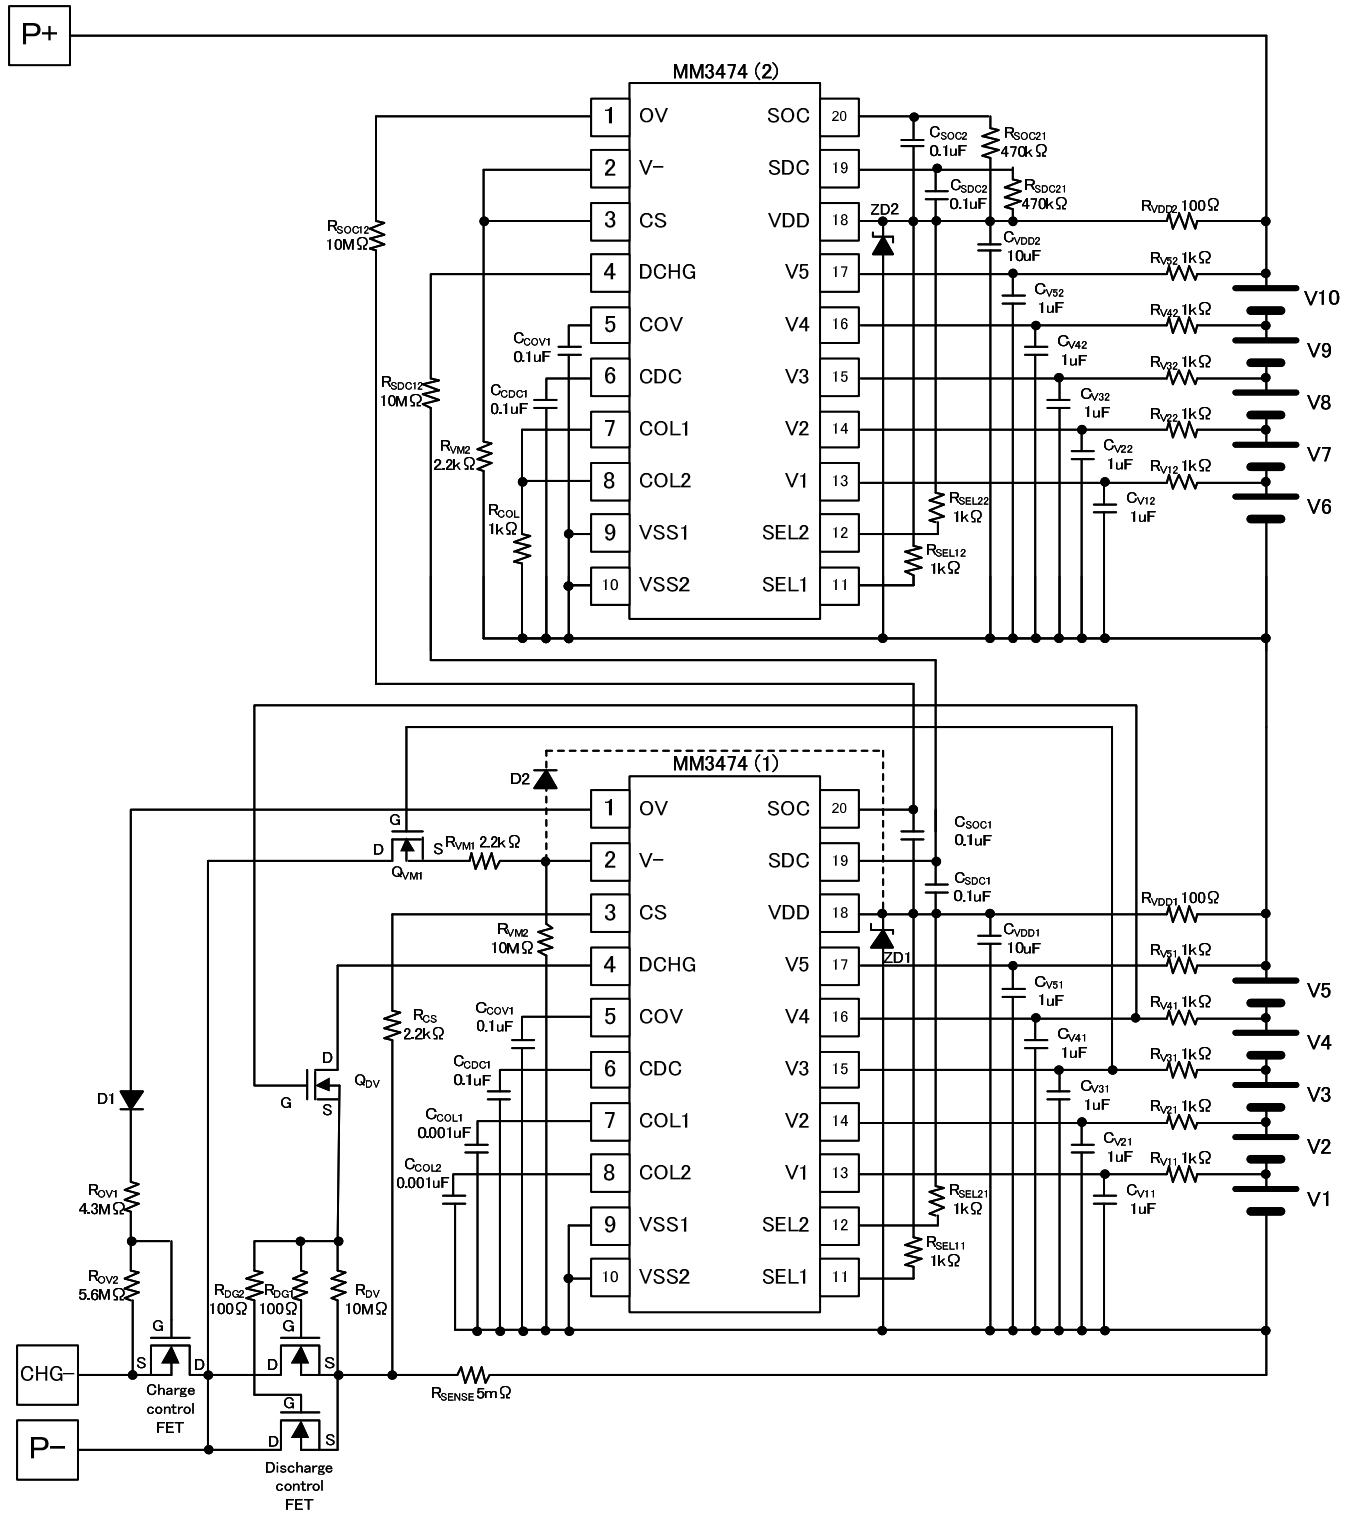 P+
MM3474 (2)
1 OV SOC 20
2 V- SDC 19
3 CS VDD 18
4 DCHG V5 17
5 COV V4 16
6 CDC V3 15
7 COL1 V2 14
8 COL2 V1 13
9 VSS1 SEL2 12
10 VSS2 SEL1 11
RSOC12
10MΩ
RSDC12
10MΩ
RVM2
2.2kΩ
CCOV1
0.1uF
CCDC1
0.1uF
RCOL
1kΩ
CSOC2
0.1uF
RSOC21
470kΩ
CSDC2
0.1uF
RSDC21
470kΩ
ZD2
CVDD2
10uF
RVDD2 100Ω
RV52 1kΩ
CV52
1uF
RV42 1kΩ
CV42
1uF
RV32 1kΩ
CV32
1uF
RV22 1kΩ
CV22
1uF
RV12 1kΩ
CV12
1uF
RSEL22
1kΩ
RSEL12
1kΩ
V10
V9
V8
V7
V6
MM3474 (1)
1 OV SOC 20
2 V- SDC 19
3 CS VDD 18
4 DCHG V5 17
5 COV V4 16
6 CDC V3 15
7 COL1 V2 14
8 COL2 V1 13
9 VSS1 SEL2 12
10 VSS2 SEL1 11
D2
G
D
S
QVM1
RVM1 2.2kΩ
RVM2
10MΩ
RCS
2.2kΩ
CCOV1
0.1uF
CCDC1
0.1uF
CCOL1
0.001uF
CCOL2
0.001uF
CSOC1
0.1uF
CSDC1
0.1uF
ZD1
CVDD1
10uF
RVDD1 100Ω
RV51 1kΩ
CV51
1uF
RV41 1kΩ
CV41
1uF
RV31 1kΩ
CV31
1uF
RV21 1kΩ
CV21
1uF
RV11 1kΩ
CV11
1uF
RSEL21
1kΩ
RSEL11
1kΩ
V5
V4
V3
V2
V1
D1
D
QDV
G
S
ROV1
4.3MΩ
ROV2
5.6MΩ
RDG2
100Ω
RDG1
100Ω
RDV
10MΩ
G
S
D
Charge
control
FET
G
D
S
G
D
S
Discharge
control
FET
RSENSE 5mΩ
CHG-
P-